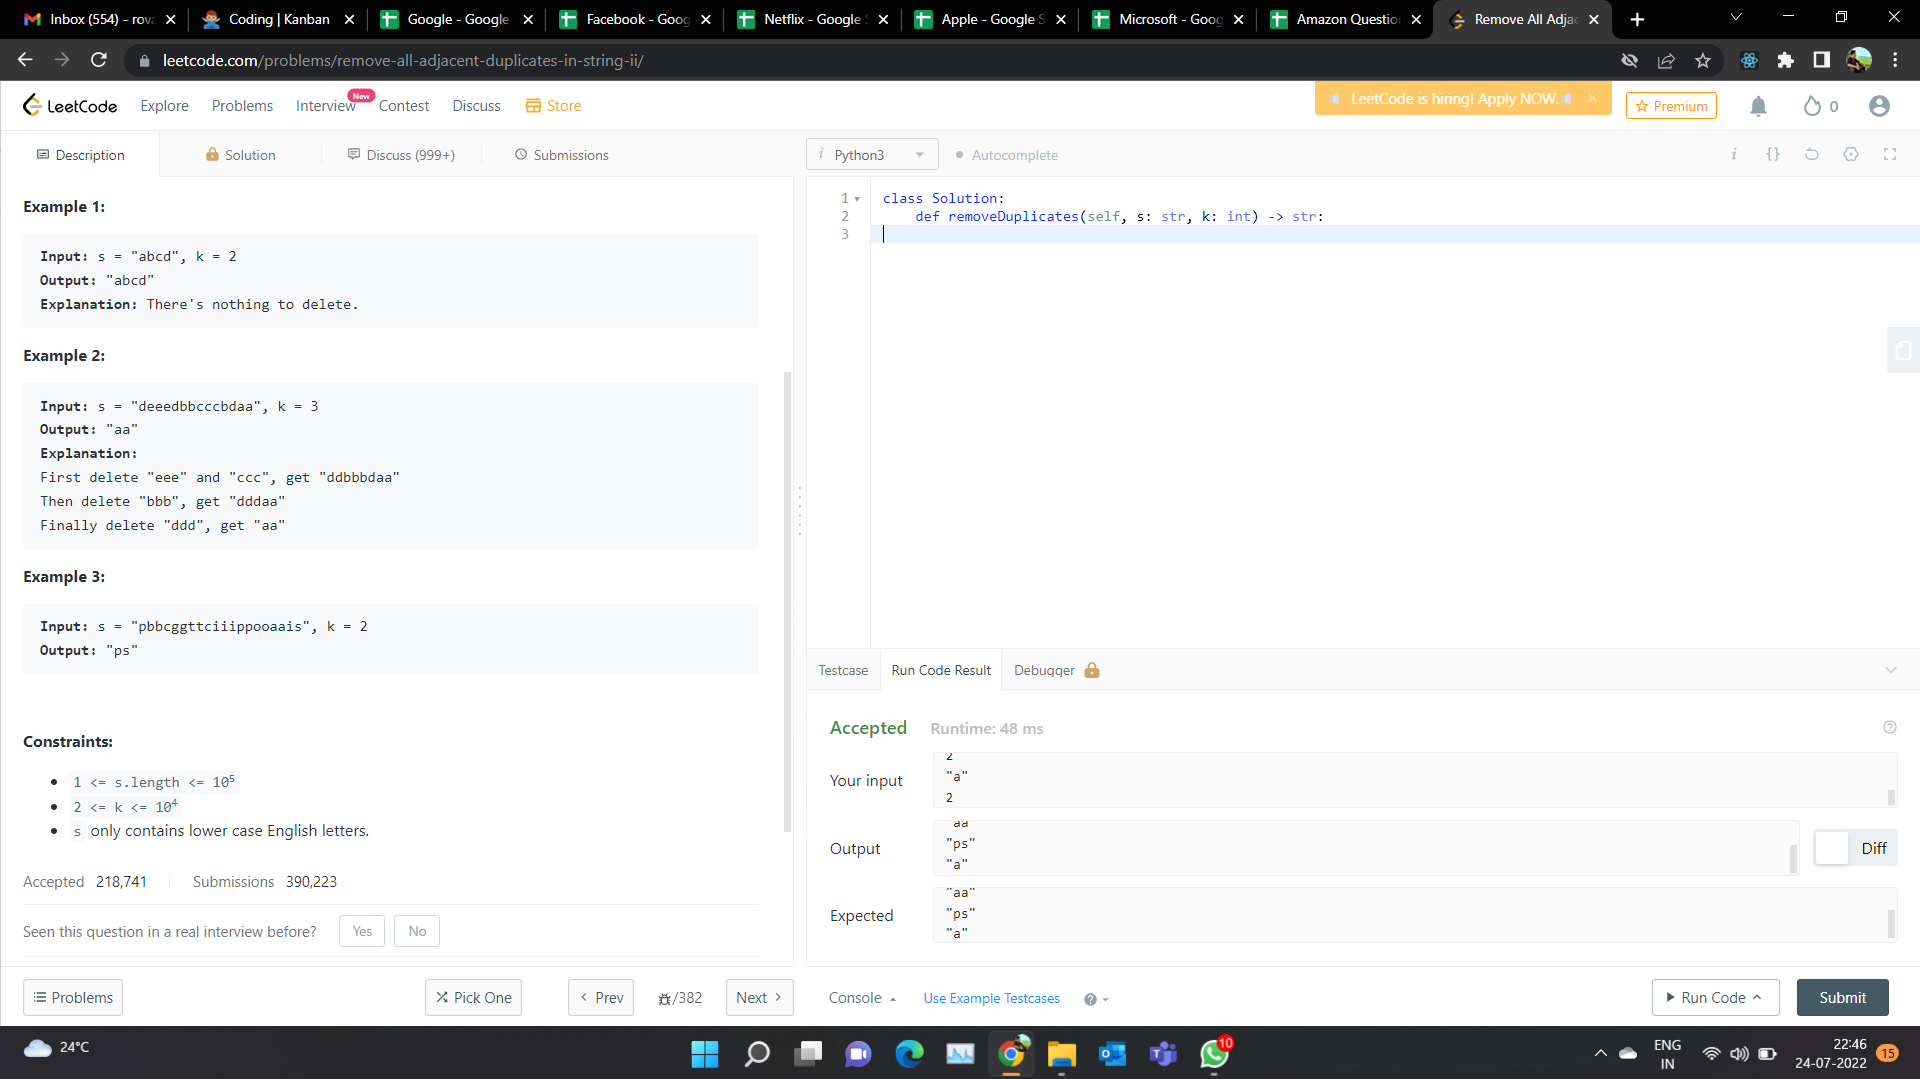 Inbox (554) - rova
Coding | Kanban
Google - Google
Facebook - Goog
Netflix - Google S
Apple - Google S
Microsoft - Goog
Amazon Questio
Remove All Adjac
leetcode.com/problems/remove-all-adjacent-duplicates-in-string-ii/
LeetCode
Explore
Problems
Interview
New
Contest
Discuss
Store
LeetCode is hiring! Apply NOW.
Premium
0
Description
Solution
Discuss (999+)
Submissions
i Python3
Autocomplete
i {}
Example 1:
Input: s = "abcd", k = 2
Output: "abcd"
Explanation: There's nothing to delete.
Example 2:
Input: s = "deeedbbcccbdaa", k = 3
Output: "aa"
Explanation:
First delete "eee" and "ccc", get "ddbbbdaa"
Then delete "bbb", get "dddaa"
Finally delete "ddd", get "aa"
Example 3:
Input: s = "pbbcggttciiippooaais", k = 2
Output: "ps"
Constraints:
1 <= s.length <= 10⁵
2 <= k <= 10⁴
s only contains lower case English letters.
Accepted 218,741
Submissions 390,223
Seen this question in a real interview before?
Yes
No
Problems
Pick One
Prev
/382
Next
1 class Solution:
2 def removeDuplicates(self, s: str, k: int) -> str:
3
Testcase
Run Code Result
Debugger
Accepted
Runtime: 48 ms
Your input
2
"a"
2
Output
aa
"ps"
"a"
Diff
Expected
"aa"
"ps"
"a"
Console
Use Example Testcases
Run Code
Submit
24°C
10
ENG
IN
22:46
24-07-2022
15